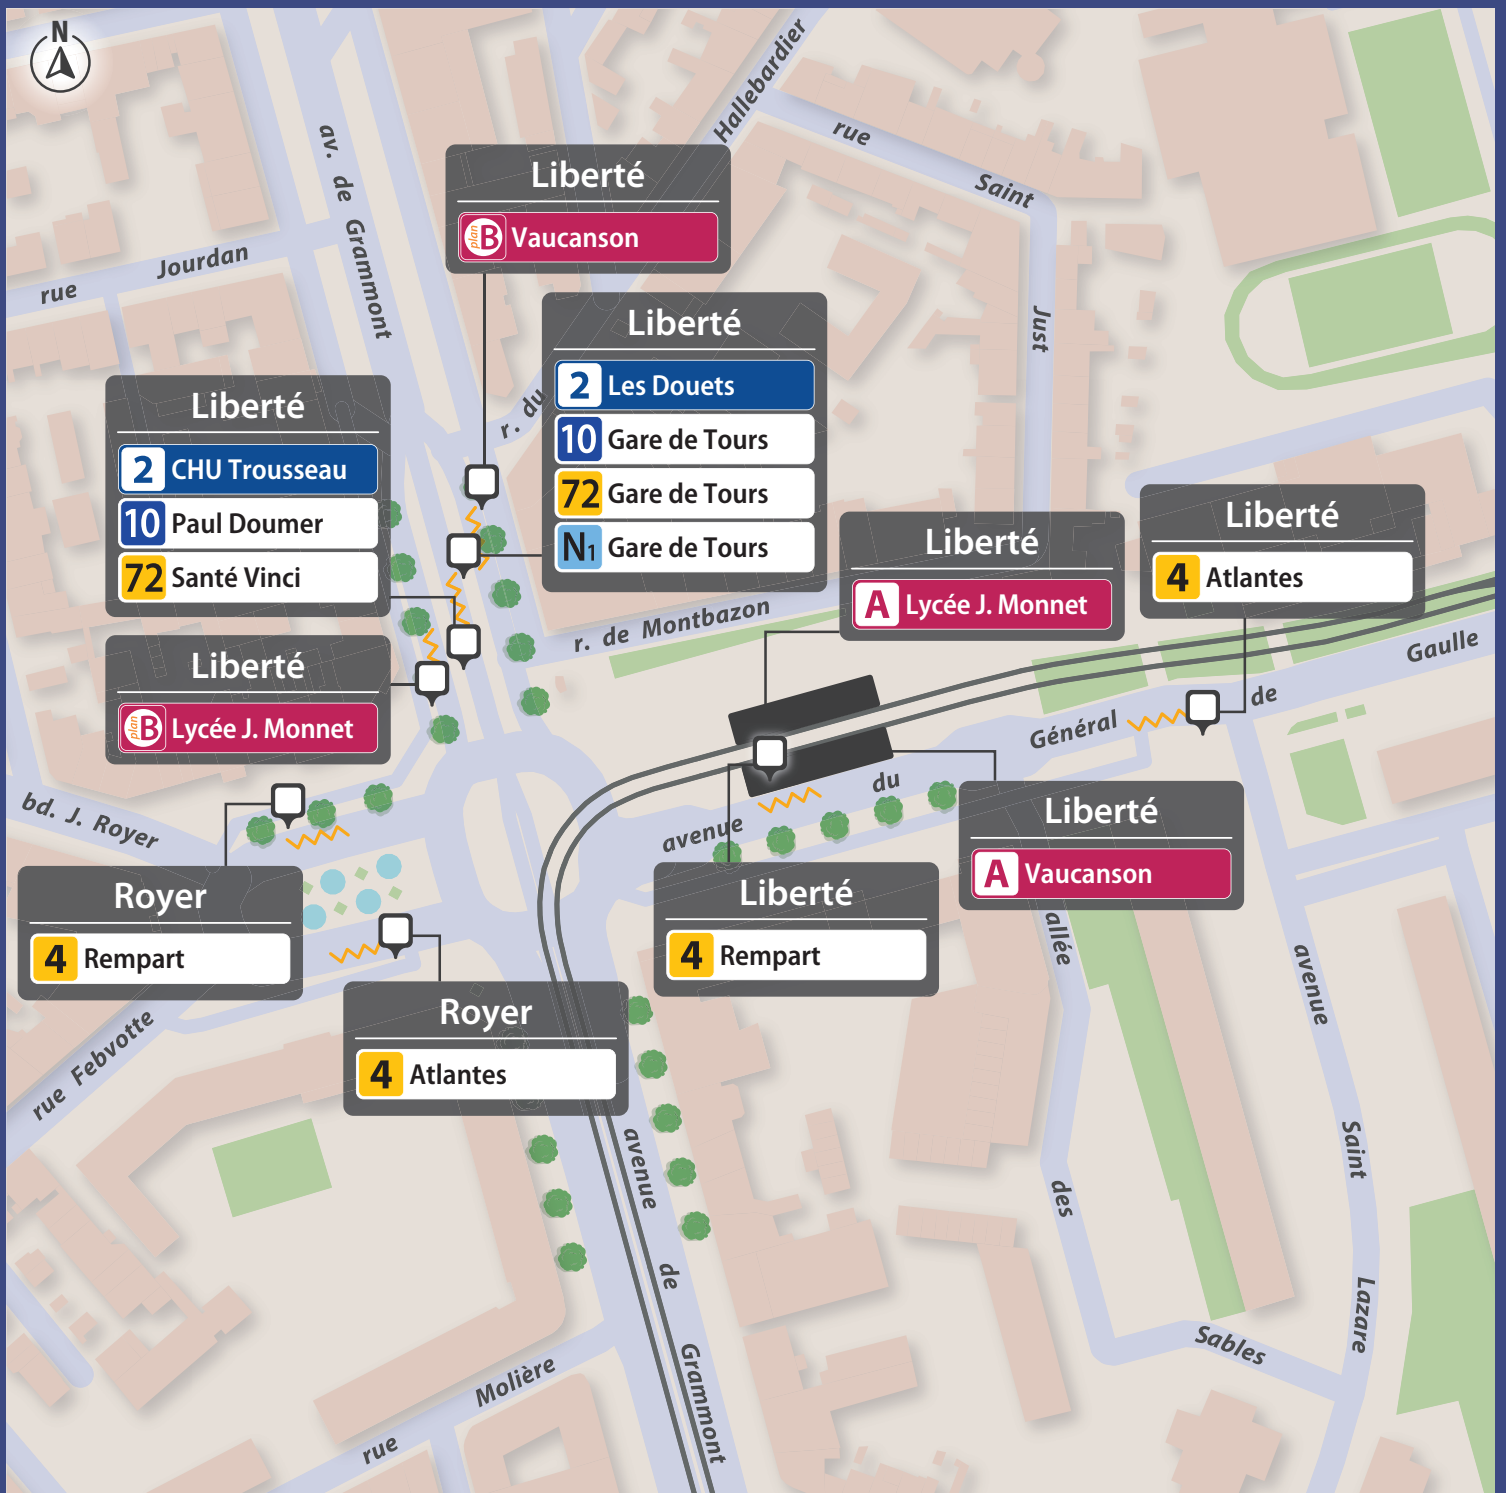 N
Hallebardier
rue
Saint
Just
av. de Grammont
rue Jourdan
r. du
Liberté
plan B Vaucanson
Liberté
2 Les Douets
10 Gare de Tours
72 Gare de Tours
N1 Gare de Tours
Liberté
2 CHU Trousseau
10 Paul Doumer
72 Santé Vinci
Liberté
plan B Lycée J. Monnet
Liberté
A Lycée J. Monnet
Liberté
4 Atlantes
r. de Montbazon
avenue du Général de Gaulle
bd. J. Royer
Liberté
A Vaucanson
Liberté
4 Rempart
Royer
4 Rempart
Royer
4 Atlantes
rue Febvotte
allée
des
Sables
avenue
Saint
Lazare
avenue
de
Grammont
rue Molière